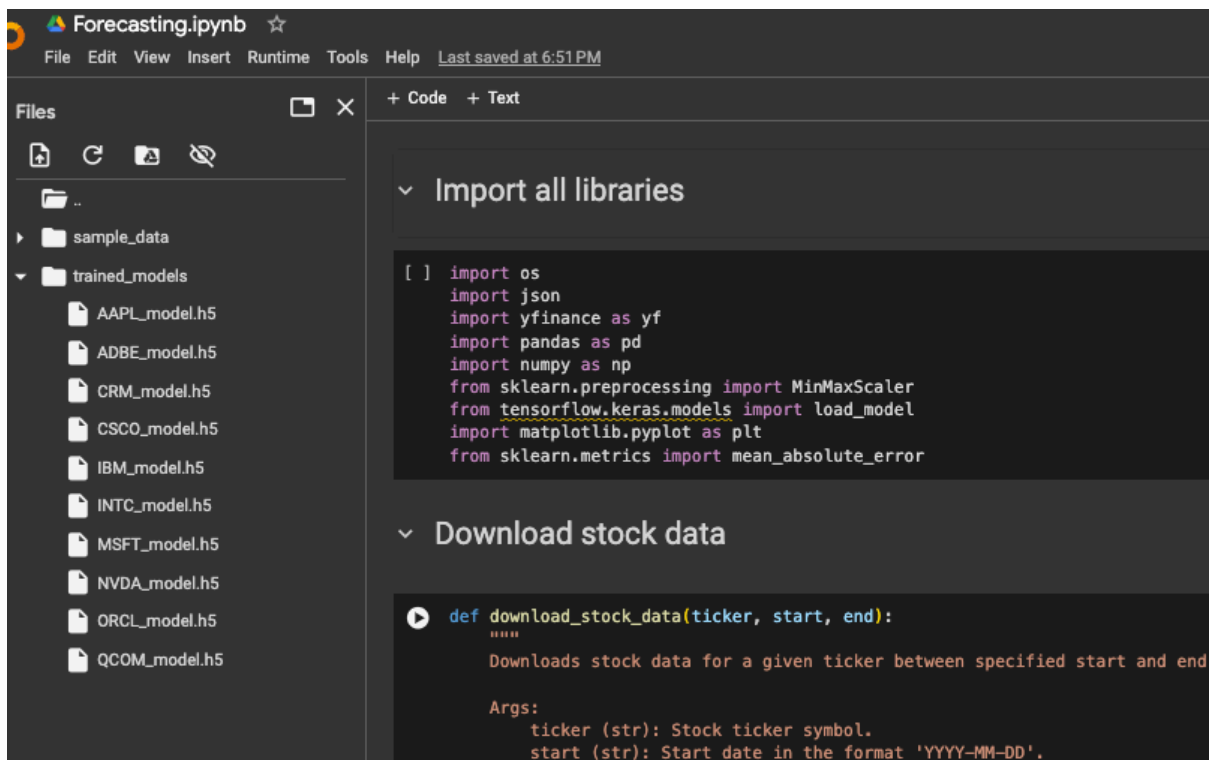 Forecasting.ipynb
File Edit View Insert Runtime Tools Help Last saved at 6:51 PM
Files
+ Code + Text
..
sample_data
trained_models
AAPL_model.h5
ADBE_model.h5
CRM_model.h5
CSCO_model.h5
IBM_model.h5
INTC_model.h5
MSFT_model.h5
NVDA_model.h5
ORCL_model.h5
QCOM_model.h5
Import all libraries
[ ] import os
import json
import yfinance as yf
import pandas as pd
import numpy as np
from sklearn.preprocessing import MinMaxScaler
from tensorflow.keras.models import load_model
import matplotlib.pyplot as plt
from sklearn.metrics import mean_absolute_error
Download stock data
def download_stock_data(ticker, start, end):
"""
Downloads stock data for a given ticker between specified start and end
Args:
ticker (str): Stock ticker symbol.
start (str): Start date in the format 'YYYY-MM-DD'.